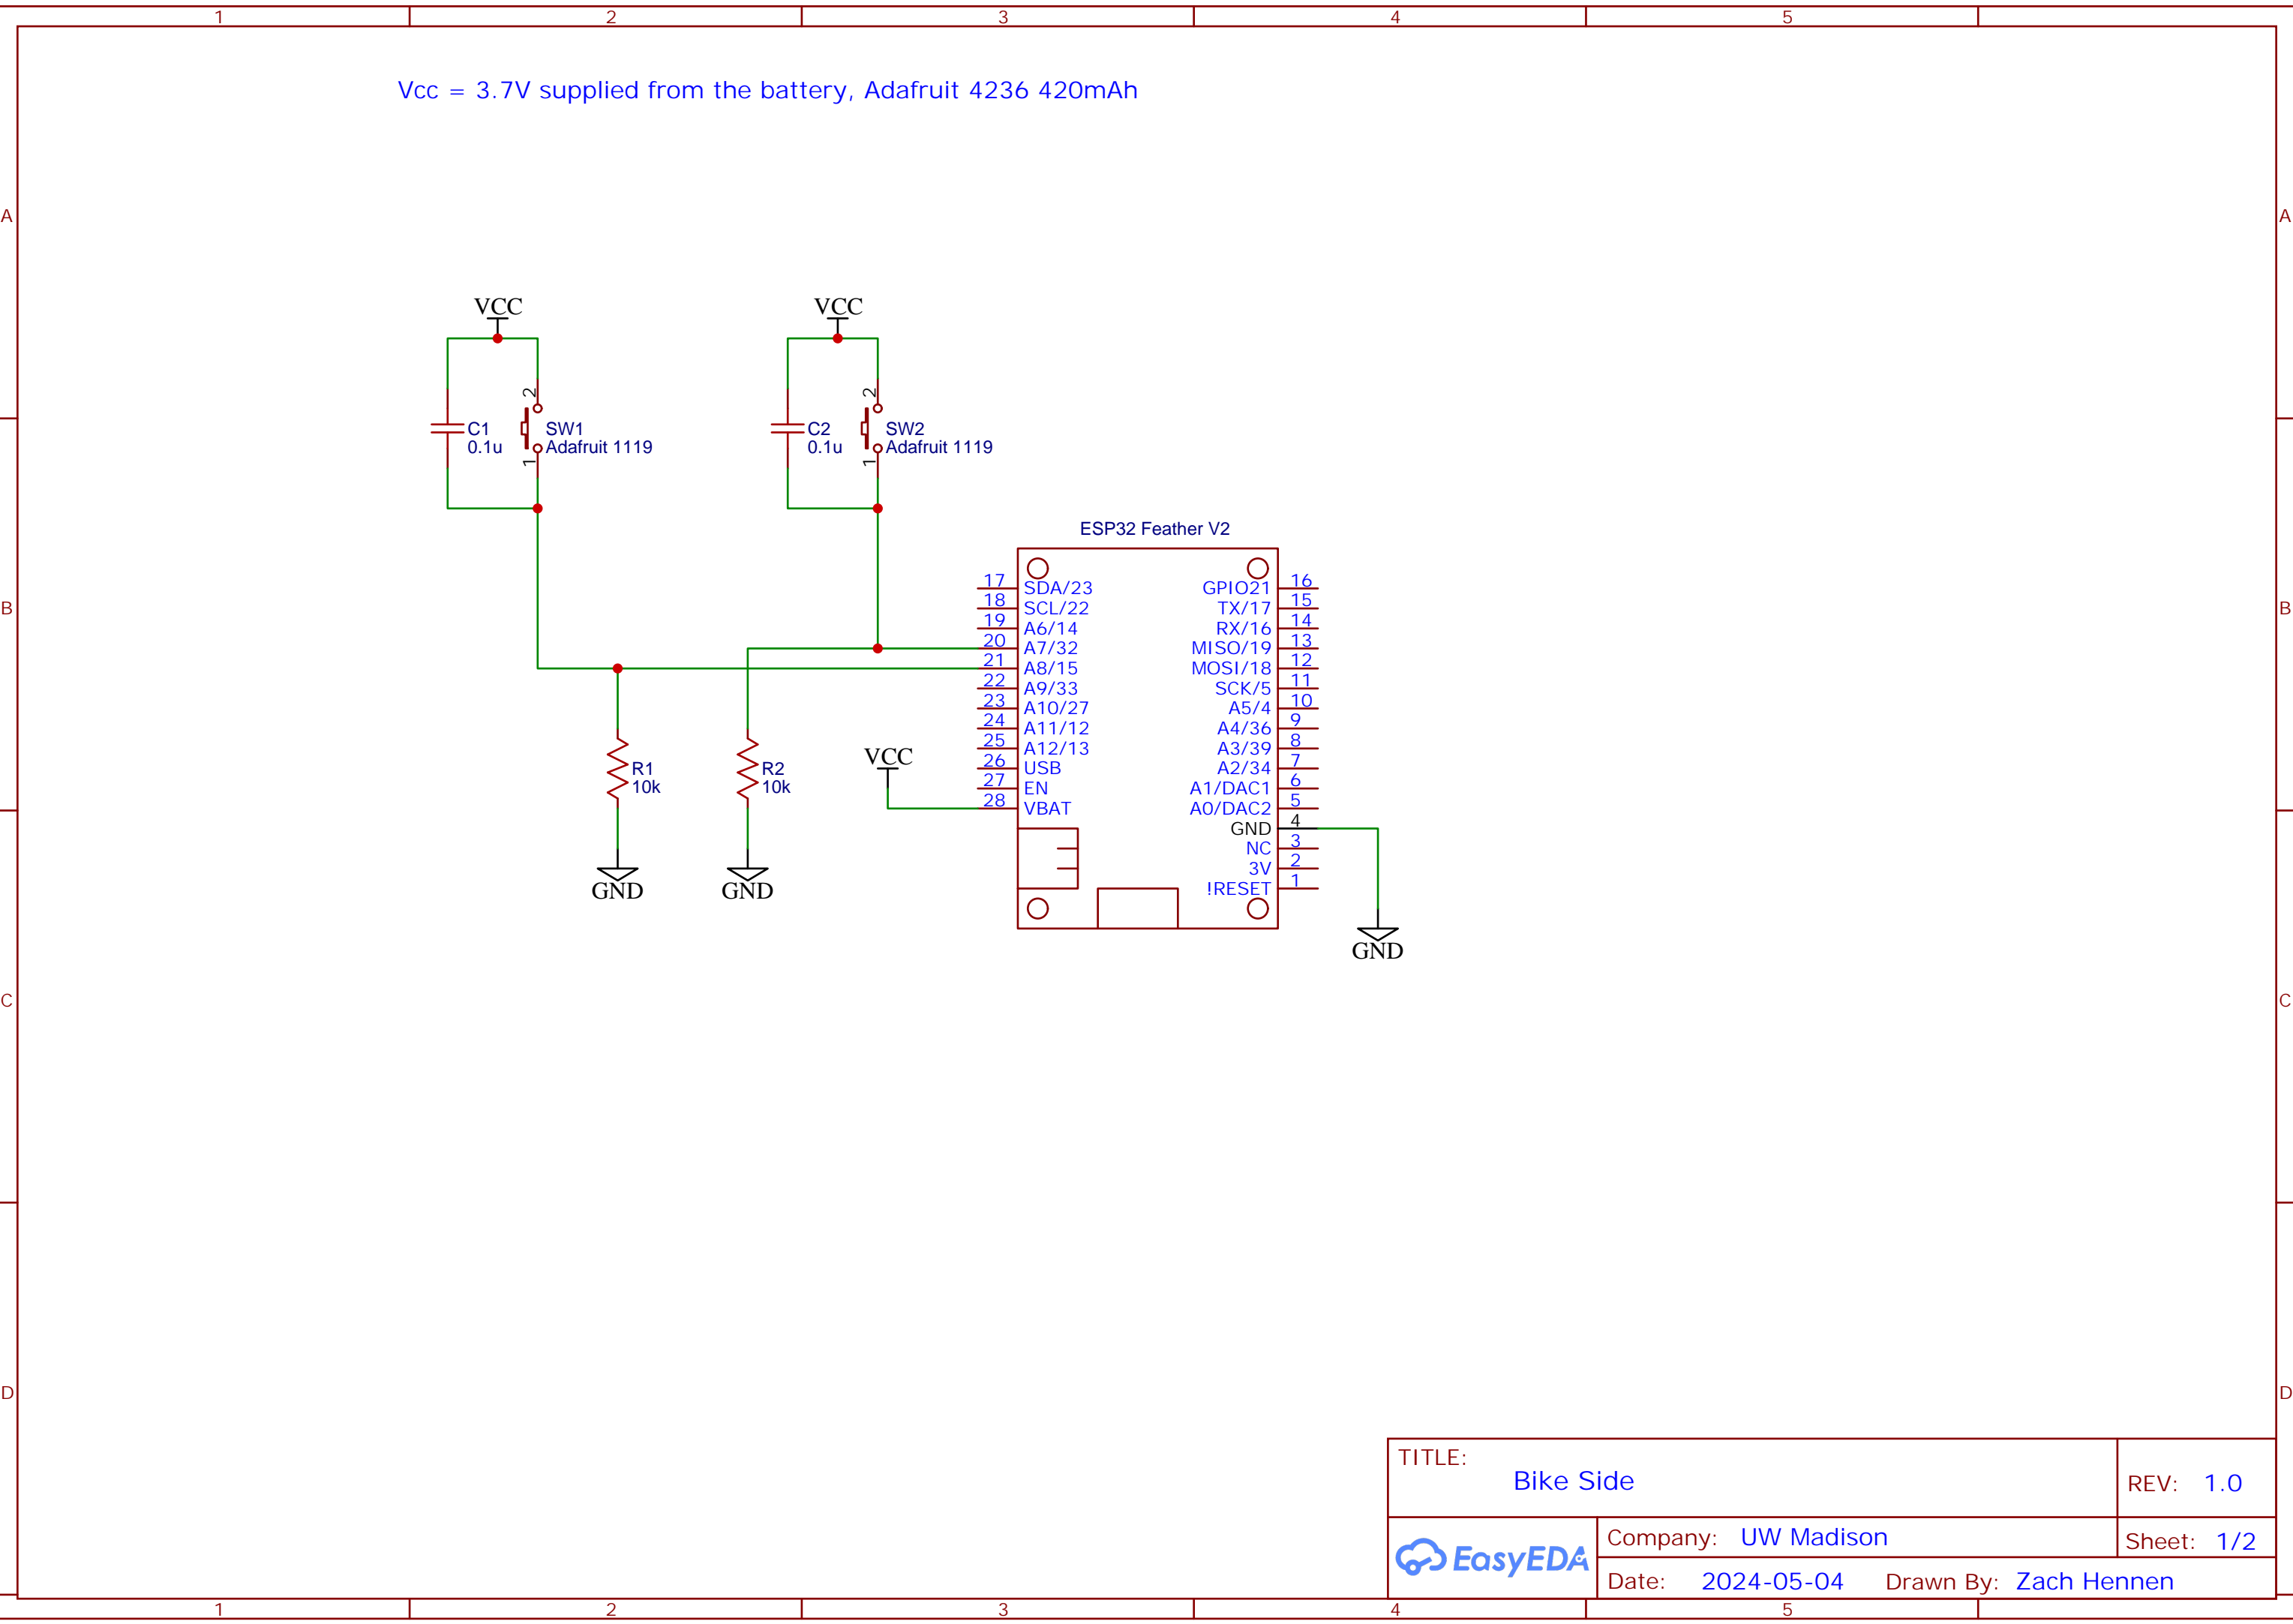 1 2 3 4 5
Vcc = 3.7V supplied from the battery, Adafruit 4236 420mAh
A A
VCC VCC
2 2
C1 SW1 C2 SW2
0.1u Adafruit 1119 0.1u Adafruit 1119
1 1
ESP32 Feather V2
B B
17 SDA/23 GPIO21 16
18 SCL/22 TX/17 15
19 A6/14 RX/16 14
20 A7/32 MISO/19 13
21 A8/15 MOSI/18 12
22 A9/33 SCK/5 11
23 A10/27 A5/4 10
24 A11/12 A4/36 9
25 A12/13 A3/39 8
VCC
R1 R2 26 USB A2/34 7
10k 10k 27 EN A1/DAC1 6
28 VBAT A0/DAC2 5
GND 4
NC 3
3V 2
!RESET 1
GND GND
GND
C C
D D
TITLE:
Bike Side
REV: 1.0
EasyEDA
Company: UW Madison
Sheet: 1/2
Date: 2024-05-04 Drawn By: Zach Hennen
1 2 3 4 5